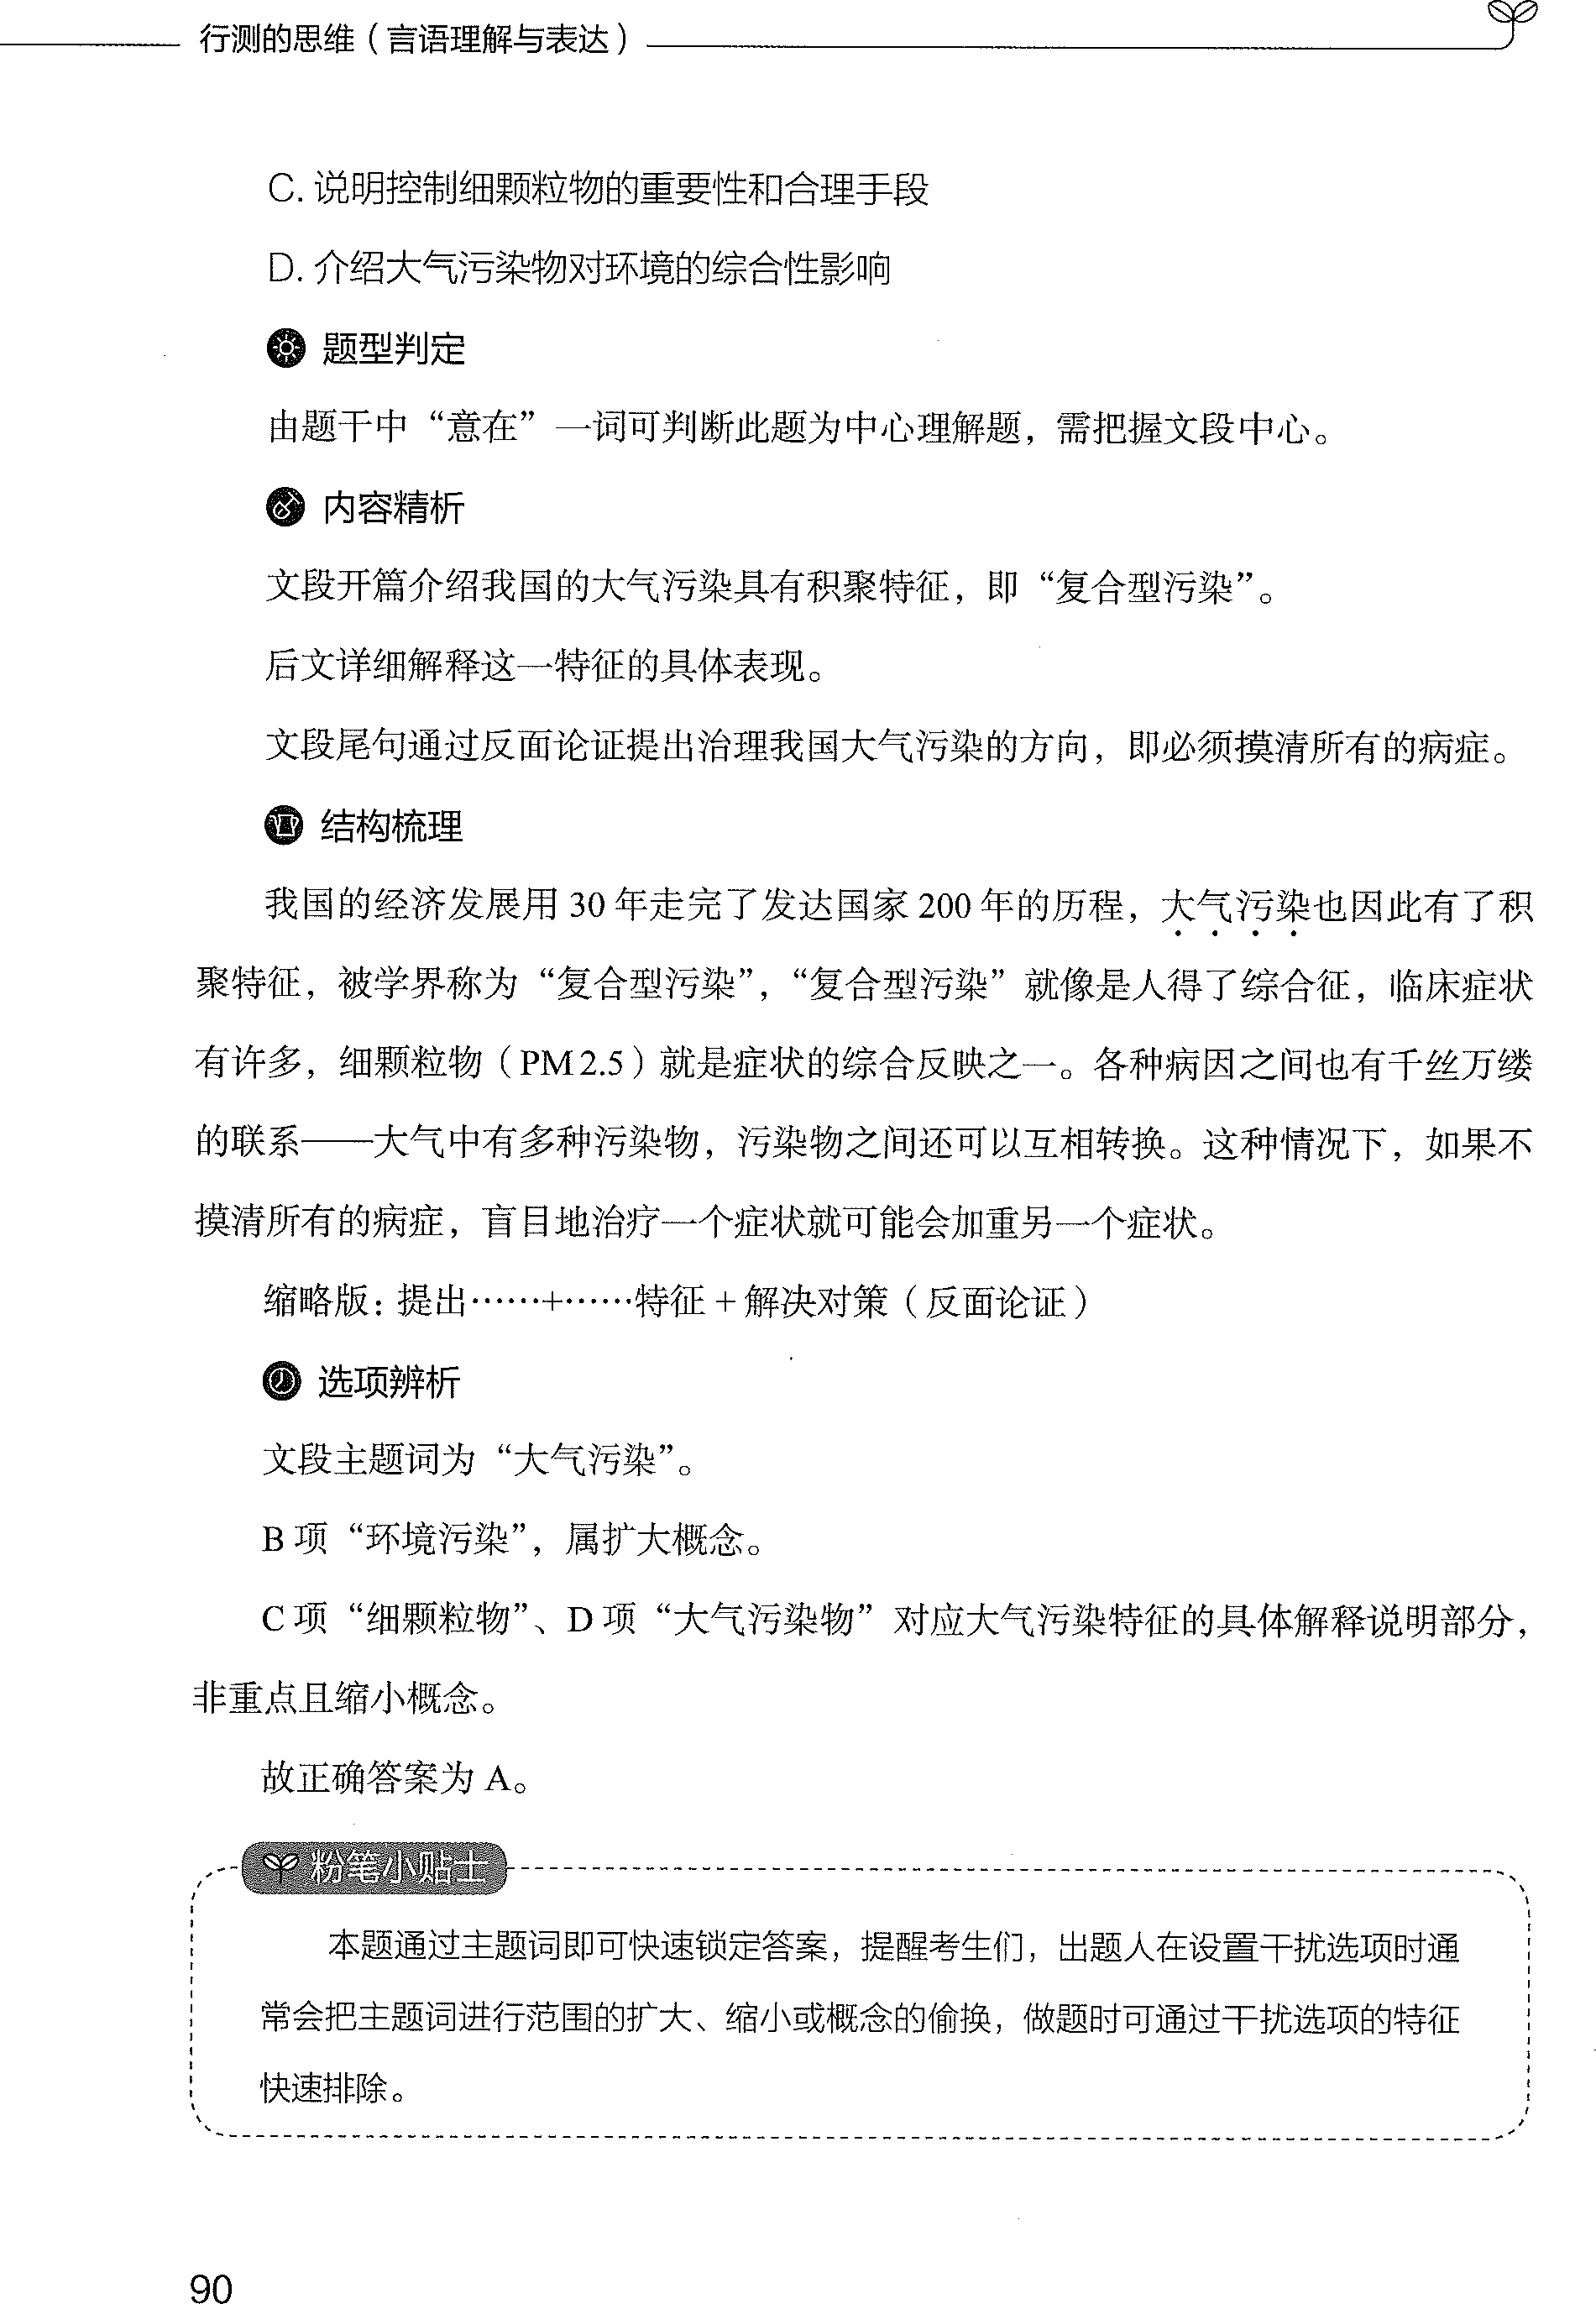 行测的思维（言语理解与表达）
C. 说明控制细颗粒物的重要性和合理手段
D. 介绍大气污染物对环境的综合性影响
题型判定
由题干中“意在”一词可判断此题为中心理解题，需把握文段中心。
内容精析
文段开篇介绍我国的大气污染具有积聚特征，即“复合型污染”。
后文详细解释这一特征的具体表现。
文段尾句通过反面论证提出治理我国大气污染的方向，即必须摸清所有的病症。
结构梳理
我国的经济发展用 30 年走完了发达国家 200 年的历程，大气污染也因此有了积
聚特征，被学界称为“复合型污染”，“复合型污染”就像是人得了综合征，临床症状
有许多，细颗粒物（PM 2.5）就是症状的综合反映之一。各种病因之间也有千丝万缕
的联系——大气中有多种污染物，污染物之间还可以互相转换。这种情况下，如果不
摸清所有的病症，盲目地治疗一个症状就可能会加重另一个症状。
缩略版：提出……+……特征 + 解决对策（反面论证）
选项辨析
文段主题词为“大气污染”。
B 项“环境污染”，属扩大概念。
C 项“细颗粒物”、D 项“大气污染物”对应大气污染特征的具体解释说明部分，
非重点且缩小概念。
故正确答案为 A。
粉笔小贴士
本题通过主题词即可快速锁定答案，提醒考生们，出题人在设置干扰选项时通
常会把主题词进行范围的扩大、缩小或概念的偷换，做题时可通过干扰选项的特征
快速排除。
90